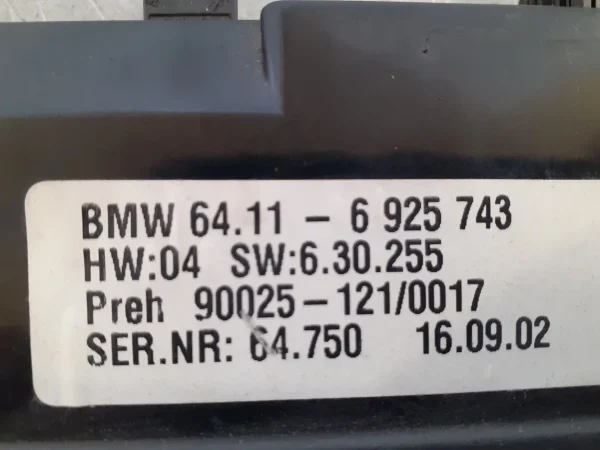 BMW 64.11 - 6 925 743
HW:04 SW:6.30.255
Preh 90025-121/0017
SER.NR: 64.750 16.09.02